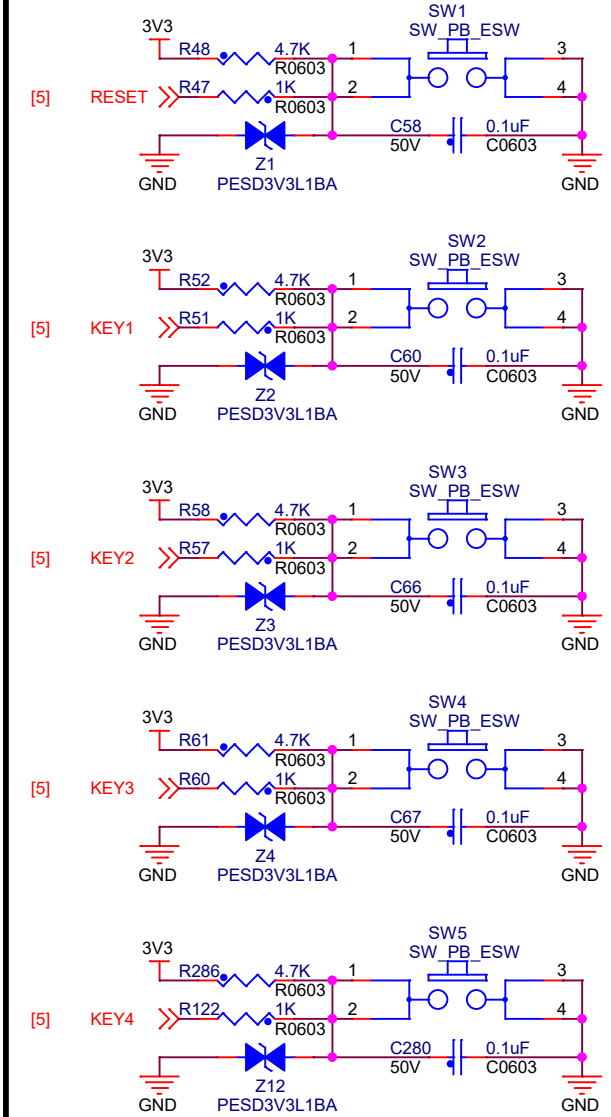 SW1
3V3 SW_PB_ESW
R48 4.7K 1 3
R0603
[5] RESET R47 1K 2 4
R0603
C58 0.1uF
50V C0603
GND Z1 GND
PESD3V3L1BA
SW2
3V3 SW_PB_ESW
R52 4.7K 1 3
R0603
[5] KEY1 R51 1K 2 4
R0603
C60 0.1uF
50V C0603
GND Z2 GND
PESD3V3L1BA
SW3
3V3 SW_PB_ESW
R58 4.7K 1 3
R0603
[5] KEY2 R57 1K 2 4
R0603
C66 0.1uF
50V C0603
GND Z3 GND
PESD3V3L1BA
SW4
3V3 SW_PB_ESW
R61 4.7K 1 3
R0603
[5] KEY3 R60 1K 2 4
R0603
C67 0.1uF
50V C0603
GND Z4 GND
PESD3V3L1BA
SW5
3V3 SW_PB_ESW
R286 4.7K 1 3
R0603
[5] KEY4 R122 1K 2 4
R0603
C280 0.1uF
50V C0603
GND Z12 GND
PESD3V3L1BA